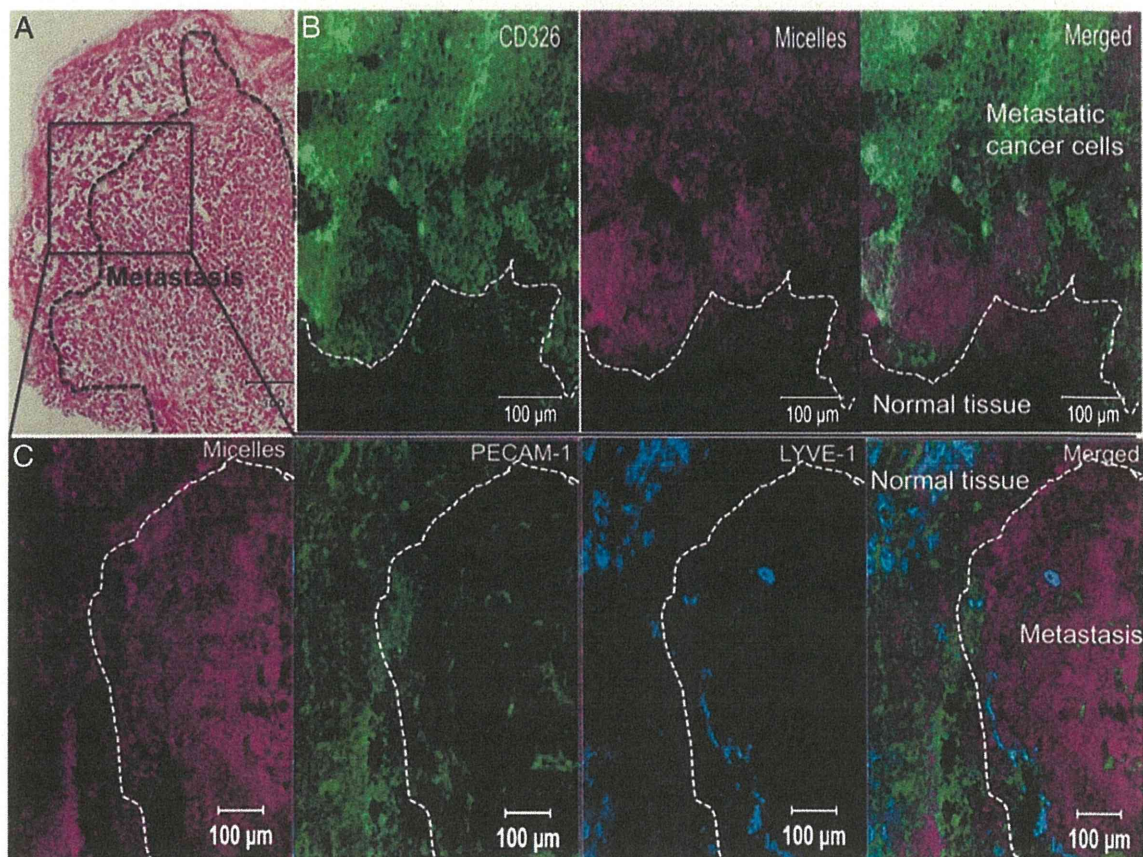 A
Metastasis
B
CD326
Micelles
Merged
Metastatic
cancer cells
Normal tissue
100 µm
100 µm
100 µm
C
Micelles
PECAM-1
LYVE-1
Merged
Normal tissue
Metastasis
100 µm
100 µm
100 µm
100 µm